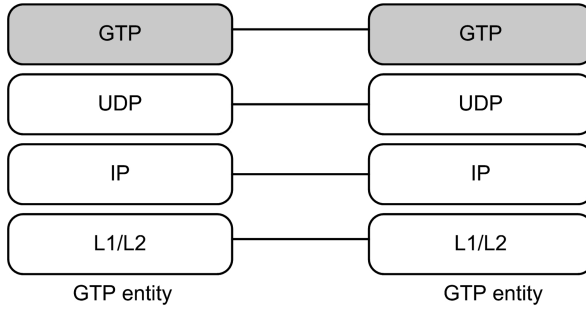 GTP GTP
UDP UDP
IP IP
L1/L2 L1/L2
GTP entity GTP entity